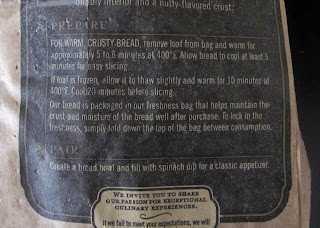 bubbly interior and a nutty-flavored crust.
PREPARE
FOR WARM, CRUSTY BREAD, remove loaf from bag and warm for
approximately 5 to 8 minutes at 400°F. Allow bread to cool at least 5
minutes for easy slicing.
If loaf is frozen, allow it to thaw slightly and warm for 10 minutes at
400°F. Cool 20 minutes before slicing.
Our bread is packaged in our freshness bag that helps maintain the
crust and moisture of the bread well after purchase. To lock in the
freshness, simply fold down the top of the bag between consumption.
PAIR
Create a bread bowl and fill with spinach dip for a classic appetizer.
WE INVITE YOU TO SHARE
OUR PASSION FOR EXCEPTIONAL
CULINARY EXPERIENCES.
If we fail to meet your expectations, we will